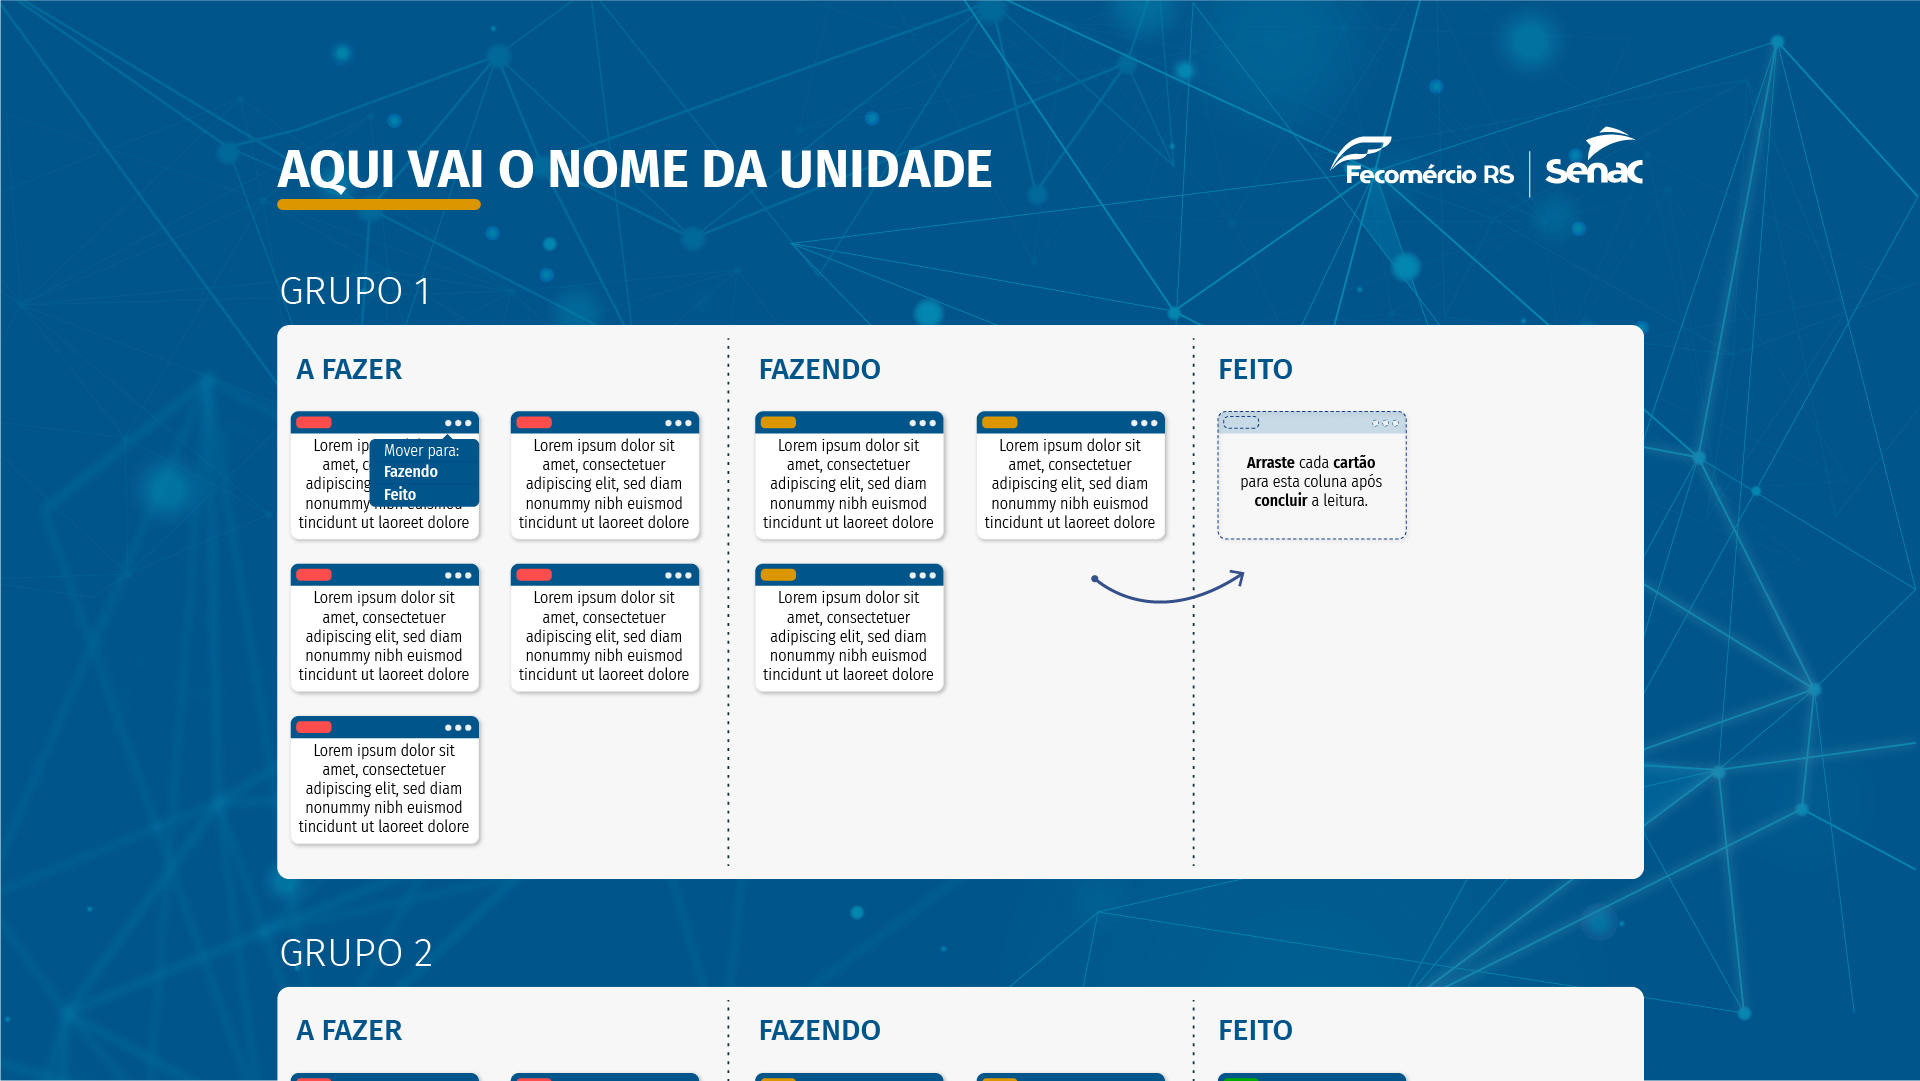 AQUI VAI O NOME DA UNIDADE
Fecomércio RS
Senac
GRUPO 1
A FAZER
FAZENDO
FEITO
Lorem ip
amet, c
adipiscing
nonummy nibh euismod
tincidunt ut laoreet dolore
Mover para:
Fazendo
Feito
Lorem ipsum dolor sit
amet, consectetuer
adipiscing elit, sed diam
nonummy nibh euismod
tincidunt ut laoreet dolore
Lorem ipsum dolor sit
amet, consectetuer
adipiscing elit, sed diam
nonummy nibh euismod
tincidunt ut laoreet dolore
Lorem ipsum dolor sit
amet, consectetuer
adipiscing elit, sed diam
nonummy nibh euismod
tincidunt ut laoreet dolore
Arraste cada cartão
para esta coluna após
concluir a leitura.
Lorem ipsum dolor sit
amet, consectetuer
adipiscing elit, sed diam
nonummy nibh euismod
tincidunt ut laoreet dolore
Lorem ipsum dolor sit
amet, consectetuer
adipiscing elit, sed diam
nonummy nibh euismod
tincidunt ut laoreet dolore
Lorem ipsum dolor sit
amet, consectetuer
adipiscing elit, sed diam
nonummy nibh euismod
tincidunt ut laoreet dolore
Lorem ipsum dolor sit
amet, consectetuer
adipiscing elit, sed diam
nonummy nibh euismod
tincidunt ut laoreet dolore
GRUPO 2
A FAZER
FAZENDO
FEITO